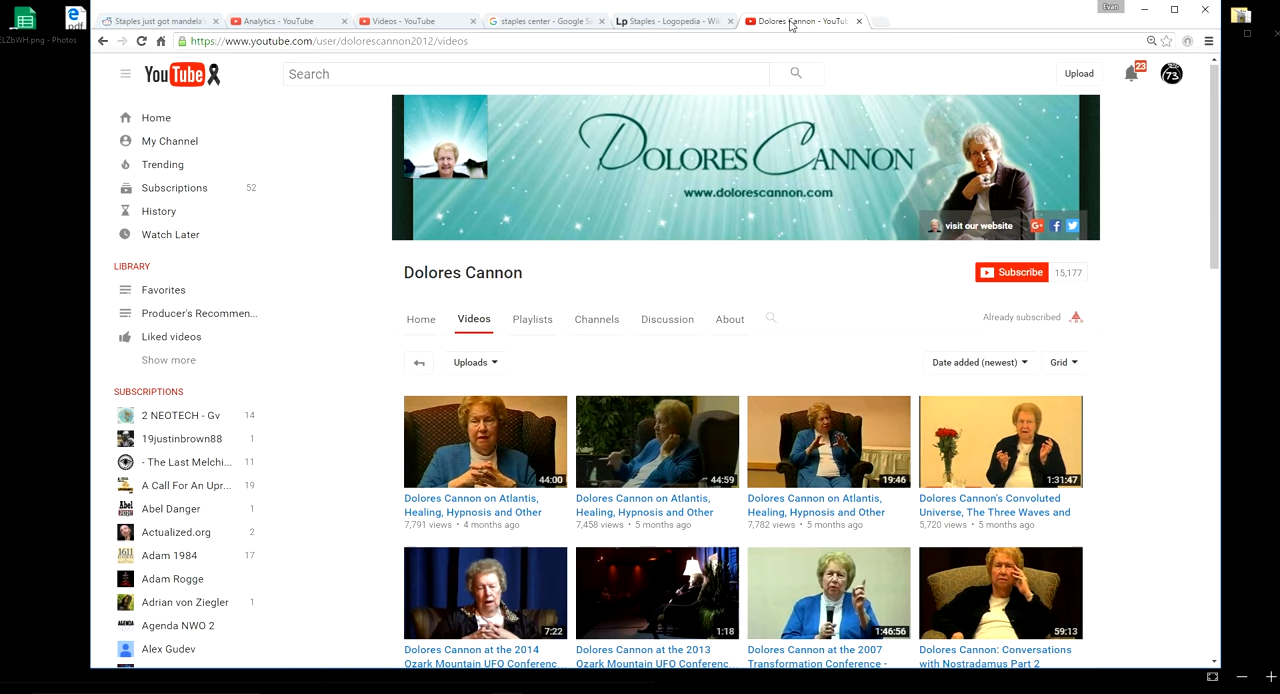 Evan
Staples just got mandela'
Analytics - YouTube
Videos - YouTube
staples center - Google Se
Lp Staples - Logopedia - Wik
Dolores Cannon - YouTub
pdf
ELZbWH.png - Photos
https://www.youtube.com/user/dolorescannon2012/videos
YouTube
Search
Upload
23
73
Home
My Channel
Trending
Subscriptions 52
History
Watch Later
LIBRARY
Favorites
Producer's Recommen...
Liked videos
Show more
SUBSCRIPTIONS
2 NEOTECH - Gv 14
19justinbrown88 1
- The Last Melchi... 11
A Call For An Upr... 19
Abel Danger 1
Actualized.org 2
Adam 1984 17
Adam Rogge
Adrian von Ziegler 1
Agenda NWO 2
Alex Gudev
DOLORES CANNON
www.dolorescannon.com
visit our website
Dolores Cannon
Subscribe 15,177
Home Videos Playlists Channels Discussion About
Already subscribed
Uploads
Date added (newest) Grid
44:00
Dolores Cannon on Atlantis,
Healing, Hypnosis and Other
7,791 views • 4 months ago
44:59
Dolores Cannon on Atlantis,
Healing, Hypnosis and Other
7,458 views • 5 months ago
19:46
Dolores Cannon on Atlantis,
Healing, Hypnosis and Other
7,782 views • 5 months ago
1:31:47
Dolores Cannon's Convoluted
Universe, The Three Waves and
5,720 views • 5 months ago
7:22
Dolores Cannon at the 2014
Ozark Mountain UFO Conferenc...
1:18
Dolores Cannon at the 2013
Ozark Mountain UFO Conferenc...
1:46:56
Dolores Cannon at the 2007
Transformation Conference -
59:13
Dolores Cannon: Conversations
with Nostradamus Part 2